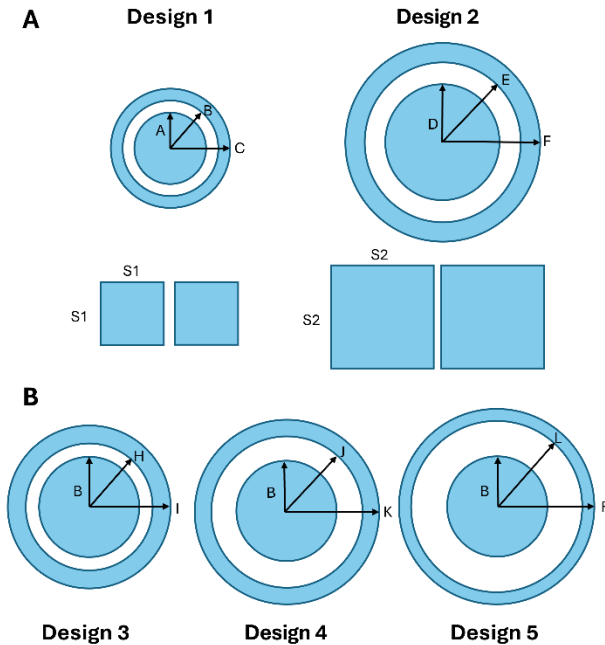 A Design 1 Design 2
A B C
D E F
S1
S1
S2
S2
B
B H I
B J K
B L F
Design 3 Design 4 Design 5